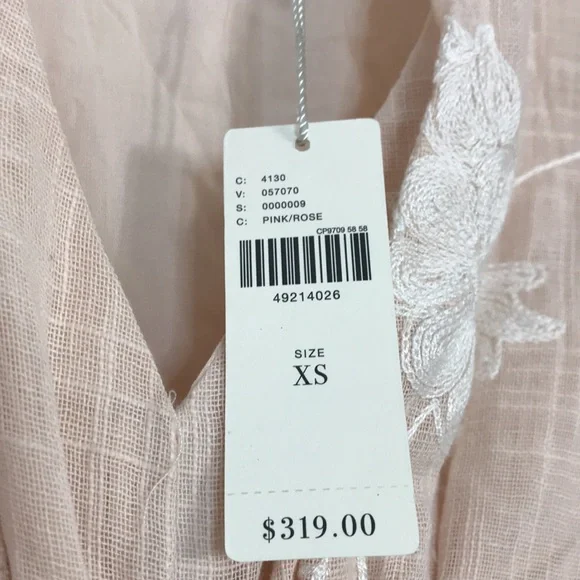 C: 4130
V: 057070
S: 0000009
C: PINK/ROSE
CP9709 58 58
49214026
SIZE
XS
$319.00